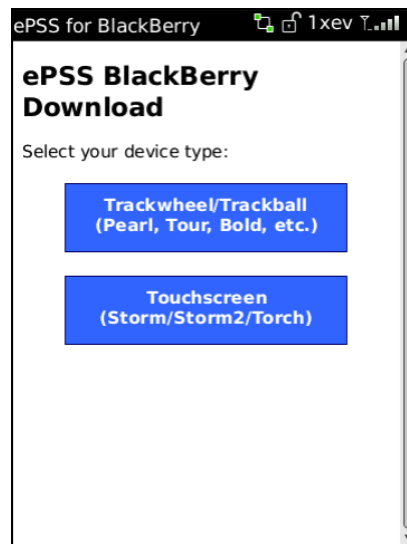 ePSS for BlackBerry 1xev
ePSS BlackBerry
Download
Select your device type:
Trackwheel/Trackball
(Pearl, Tour, Bold, etc.)
Touchscreen
(Storm/Storm2/Torch)